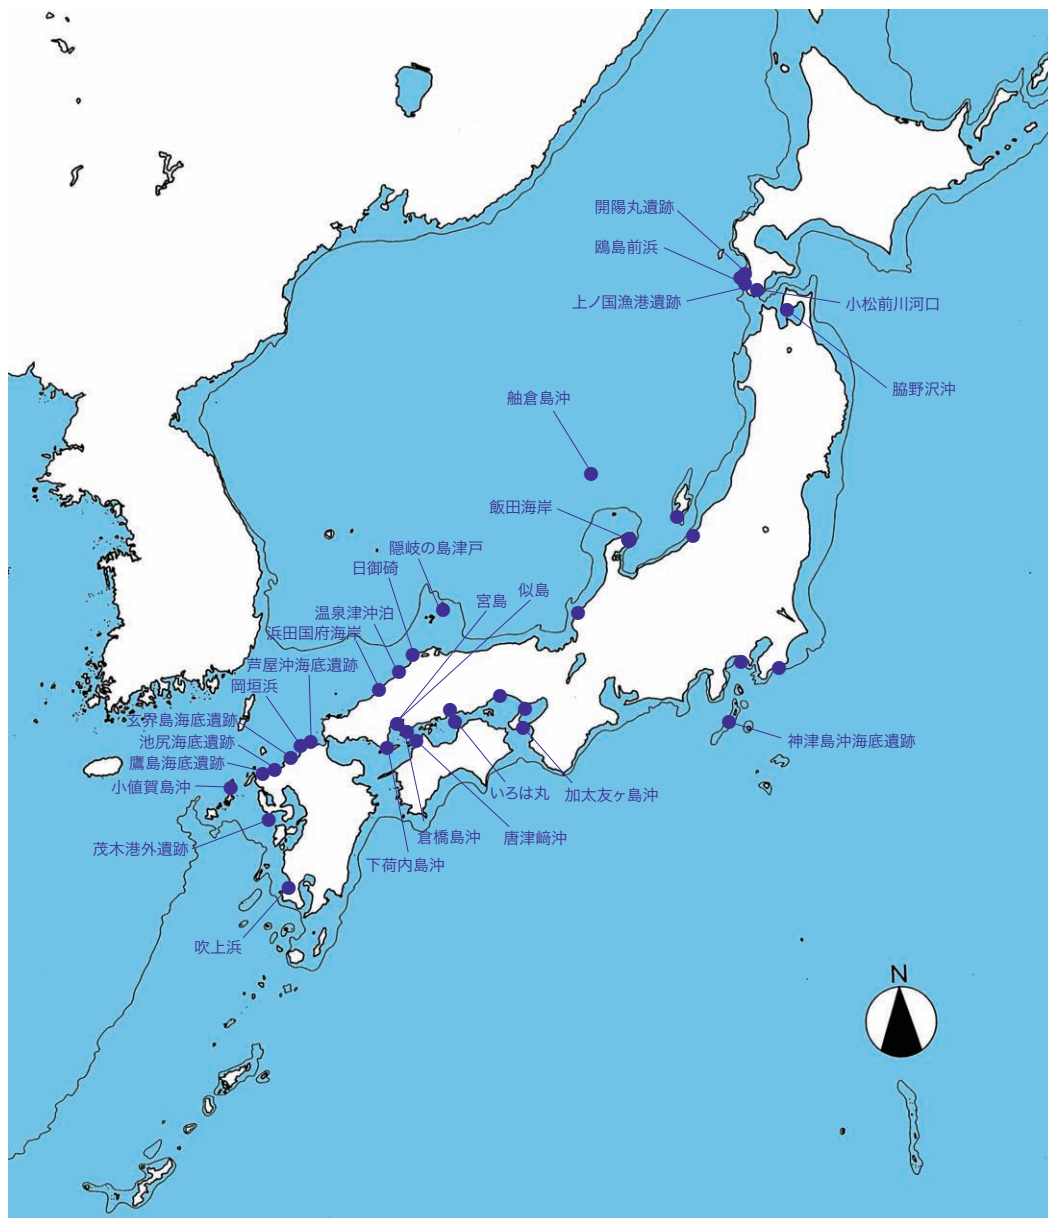 開陽丸遺跡
鴎島前浜
上ノ国漁港遺跡
小松前川河口
脇野沢沖
舳倉島沖
飯田海岸
隠岐の島津戸
日御碕
宮島
似島
温泉津沖泊
浜田国府海岸
芦屋沖海底遺跡
岡垣浜
玄界島海底遺跡
池尻海底遺跡
鷹島海底遺跡
小値賀島沖
茂木港外遺跡
吹上浜
神津島沖海底遺跡
いろは丸
加太友ヶ島沖
倉橋島沖
唐津﨑沖
下荷内島沖
N